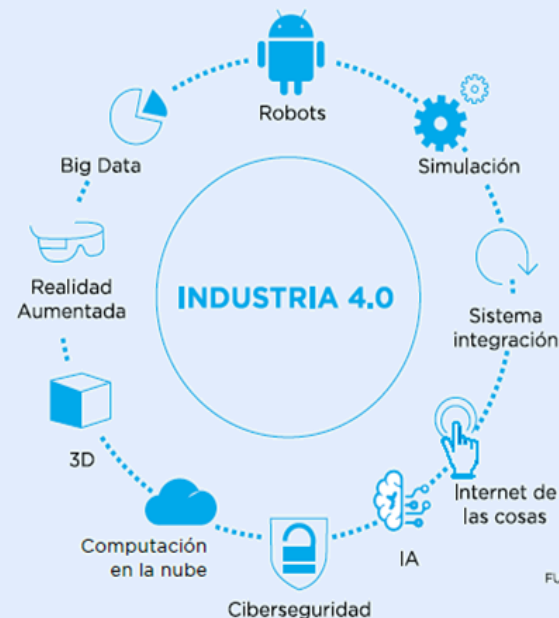 Robots
Big Data
Simulación
Realidad
Aumentada
INDUSTRIA 4.0
Sistema
integración
3D
Internet de
las cosas
Computación
en la nube
IA
Ciberseguridad